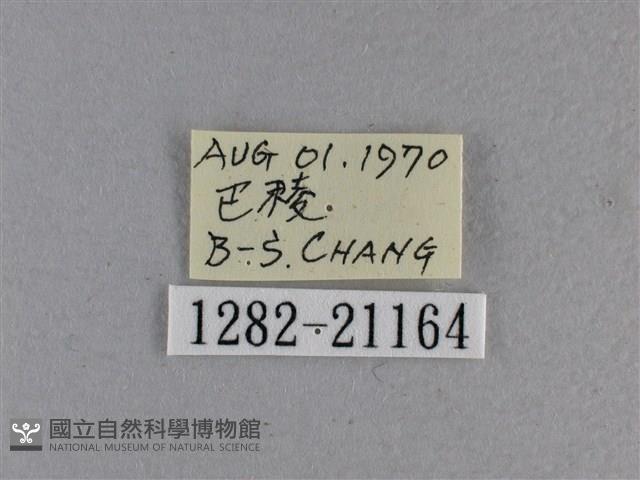 AUG 01.1970
巴稜
B-S. CHANG
1282-21164
國立自然科學博物館
NATIONAL MUSEUM OF NATURAL SCIENCE